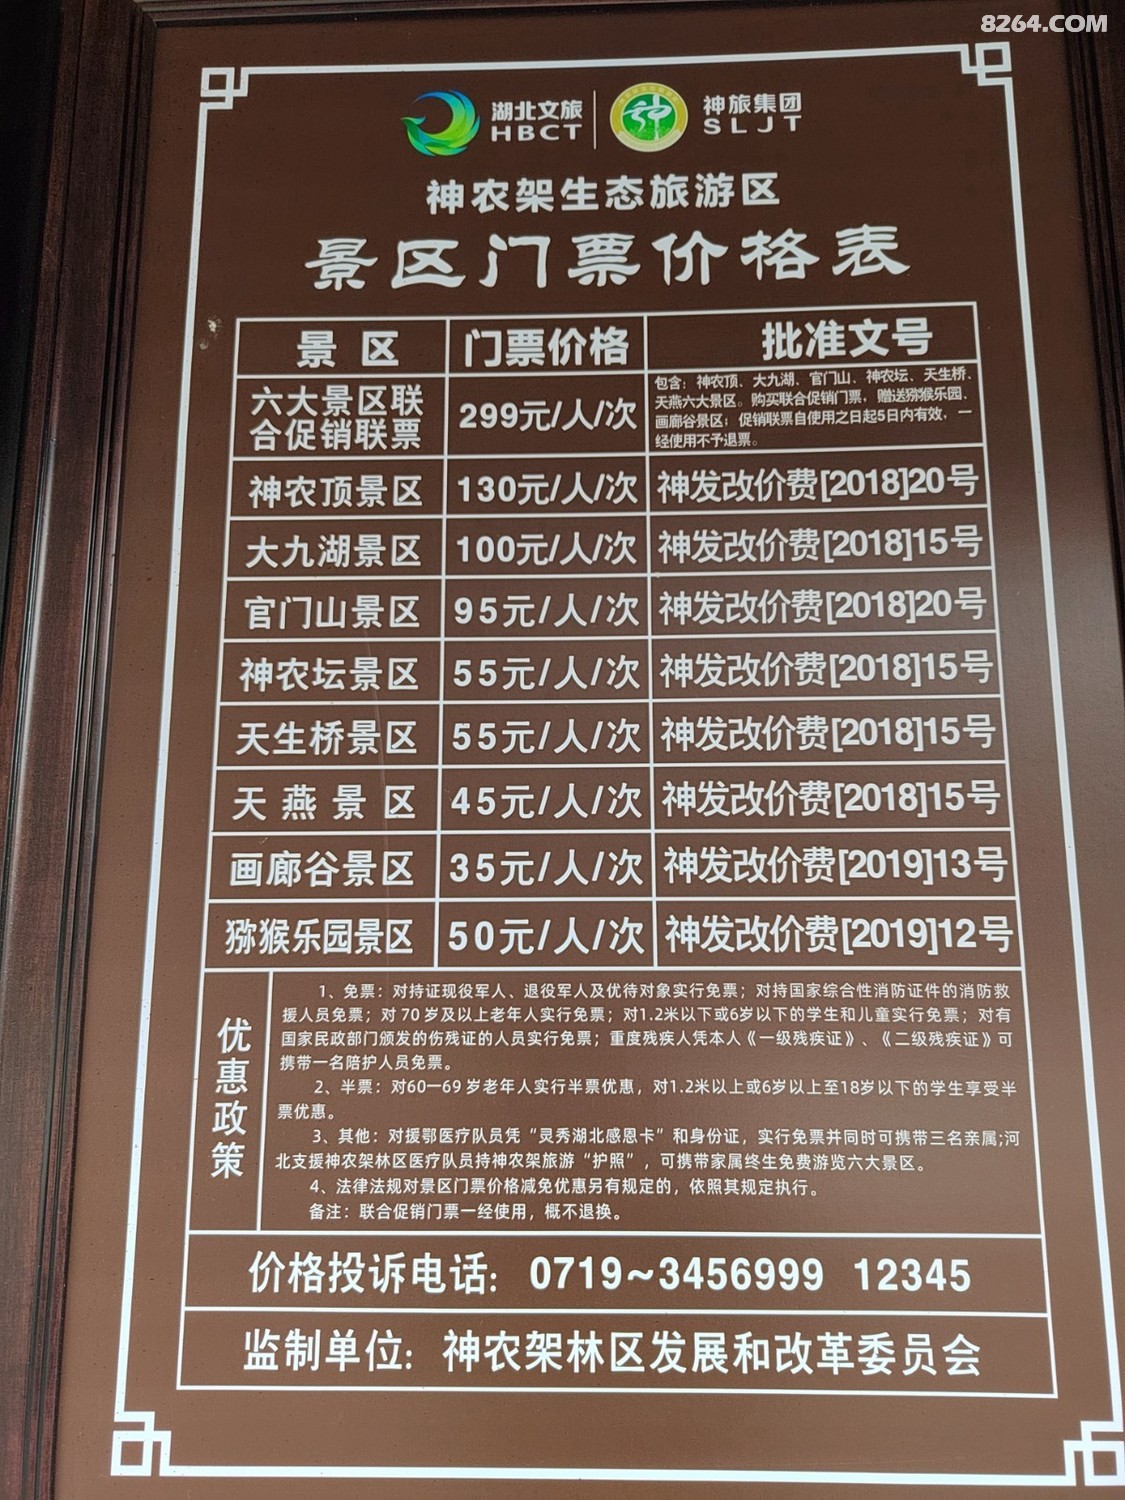 8264.COM
湖北文旅 HBCT 神旅集团 SLJT
神农架生态旅游区
景区门票价格表
景区 门票价格 批准文号
六大景区联合促销联票 299元/人/次 包含：神农顶、大九湖、官门山、神农坛、天生桥、
天燕六大景区。购买联合促销门票，赠送猕猴乐园、
画廊谷景区；促销联票自使用之日起5日内有效，一
经使用不予退票。
神农顶景区 130元/人/次 神发改价费[2018]20号
大九湖景区 100元/人/次 神发改价费[2018]15号
官门山景区 95元/人/次 神发改价费[2018]20号
神农坛景区 55元/人/次 神发改价费[2018]15号
天生桥景区 55元/人/次 神发改价费[2018]15号
天燕景区 45元/人/次 神发改价费[2018]15号
画廊谷景区 35元/人/次 神发改价费[2019]13号
猕猴乐园景区 50元/人/次 神发改价费[2019]12号
优惠政策
1、免票：对持证现役军人、退役军人及优待对象实行免票；对持国家综合性消防证件的消防救
援人员免票；对70岁及以上老年人实行免票；对1.2米以下或6岁以下的学生和儿童实行免票；对有
国家民政部门颁发的伤残证的人员实行免票；重度残疾人凭本人《一级残疾证》、《二级残疾证》可
携带一名陪护人员免票。
2、半票：对60—69岁老年人实行半票优惠，对1.2米以上或6岁以上至18岁以下的学生享受半
票优惠。
3、其他：对援鄂医疗队员凭“灵秀湖北感恩卡”和身份证，实行免票并同时可携带三名亲属;河
北支援神农架林区医疗队员持神农架旅游“护照”，可携带家属终生免费游览六大景区。
4、法律法规对景区门票价格减免优惠另有规定的，依照其规定执行。
备注：联合促销门票一经使用，概不退换。
价格投诉电话：0719~3456999 12345
监制单位：神农架林区发展和改革委员会